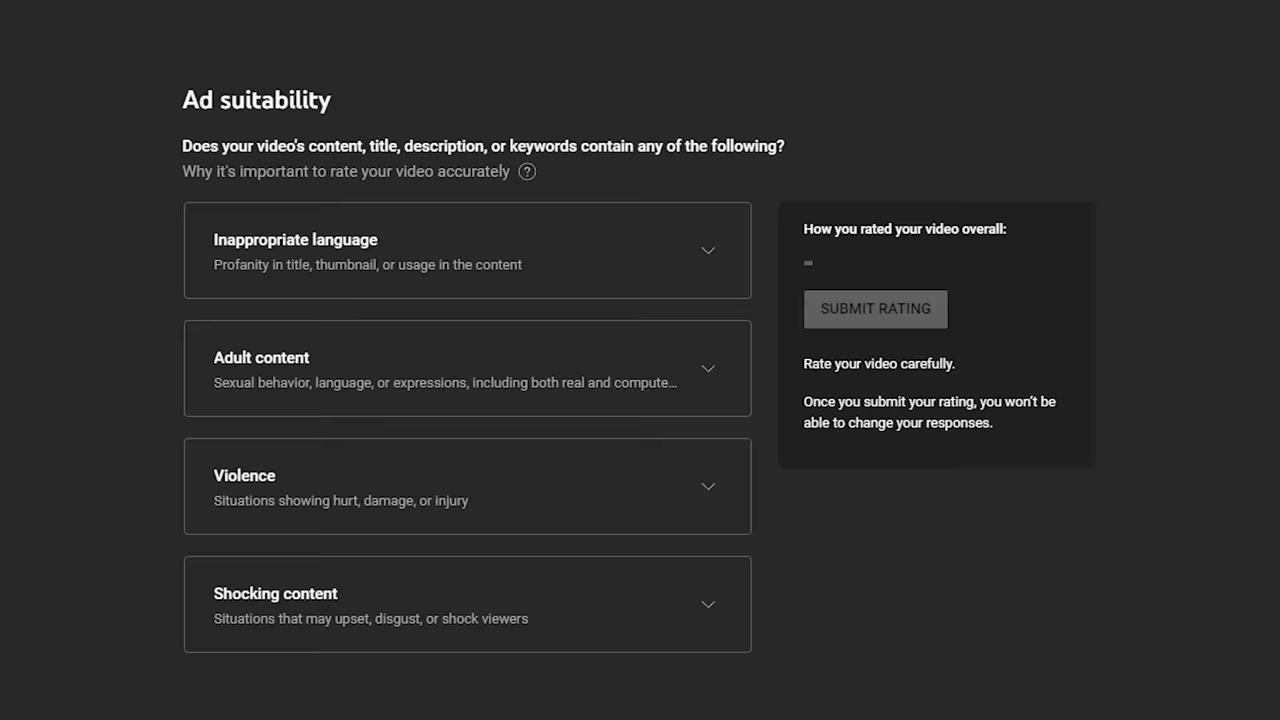 Ad suitability
Does your video's content, title, description, or keywords contain any of the following?
Why it's important to rate your video accurately ?
Inappropriate language
Profanity in title, thumbnail, or usage in the content
Adult content
Sexual behavior, language, or expressions, including both real and compute...
Violence
Situations showing hurt, damage, or injury
Shocking content
Situations that may upset, disgust, or shock viewers
How you rated your video overall:
–
SUBMIT RATING
Rate your video carefully.
Once you submit your rating, you won't be
able to change your responses.